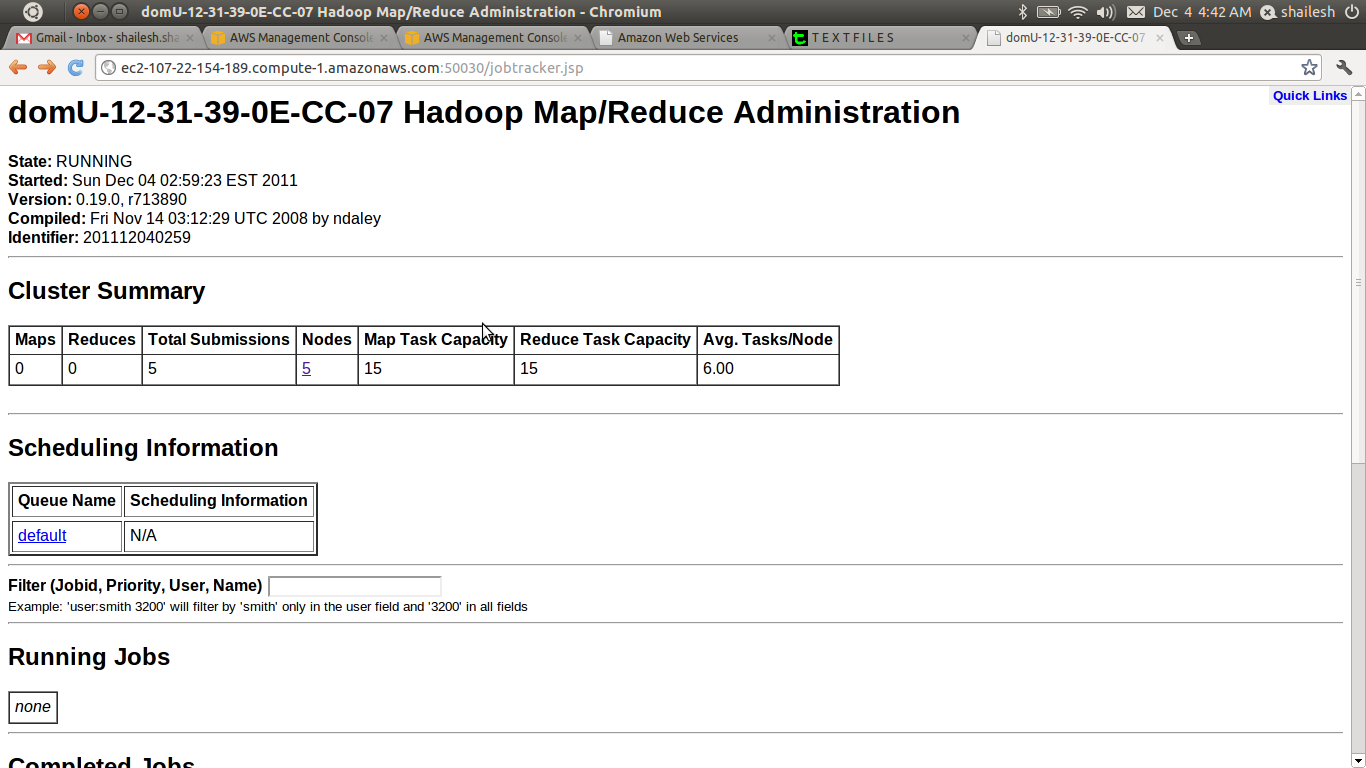 domU-12-31-39-0E-CC-07 Hadoop Map/Reduce Administration - Chromium
Dec 4 4:42 AM shailesh
Gmail - Inbox - shailesh.sha
AWS Management Console
AWS Management Console
Amazon Web Services
t TEXTFILES
domU-12-31-39-0E-CC-07
ec2-107-22-154-189.compute-1.amazonaws.com:50030/jobtracker.jsp
Quick Links
domU-12-31-39-0E-CC-07 Hadoop Map/Reduce Administration
State: RUNNING
Started: Sun Dec 04 02:59:23 EST 2011
Version: 0.19.0, r713890
Compiled: Fri Nov 14 03:12:29 UTC 2008 by ndaley
Identifier: 201112040259
Cluster Summary
Maps Reduces Total Submissions Nodes Map Task Capacity Reduce Task Capacity Avg. Tasks/Node
0 0 5 5 15 15 6.00
Scheduling Information
Queue Name Scheduling Information
default N/A
Filter (Jobid, Priority, User, Name)
Example: 'user:smith 3200' will filter by 'smith' only in the user field and '3200' in all fields
Running Jobs
none
Completed Jobs